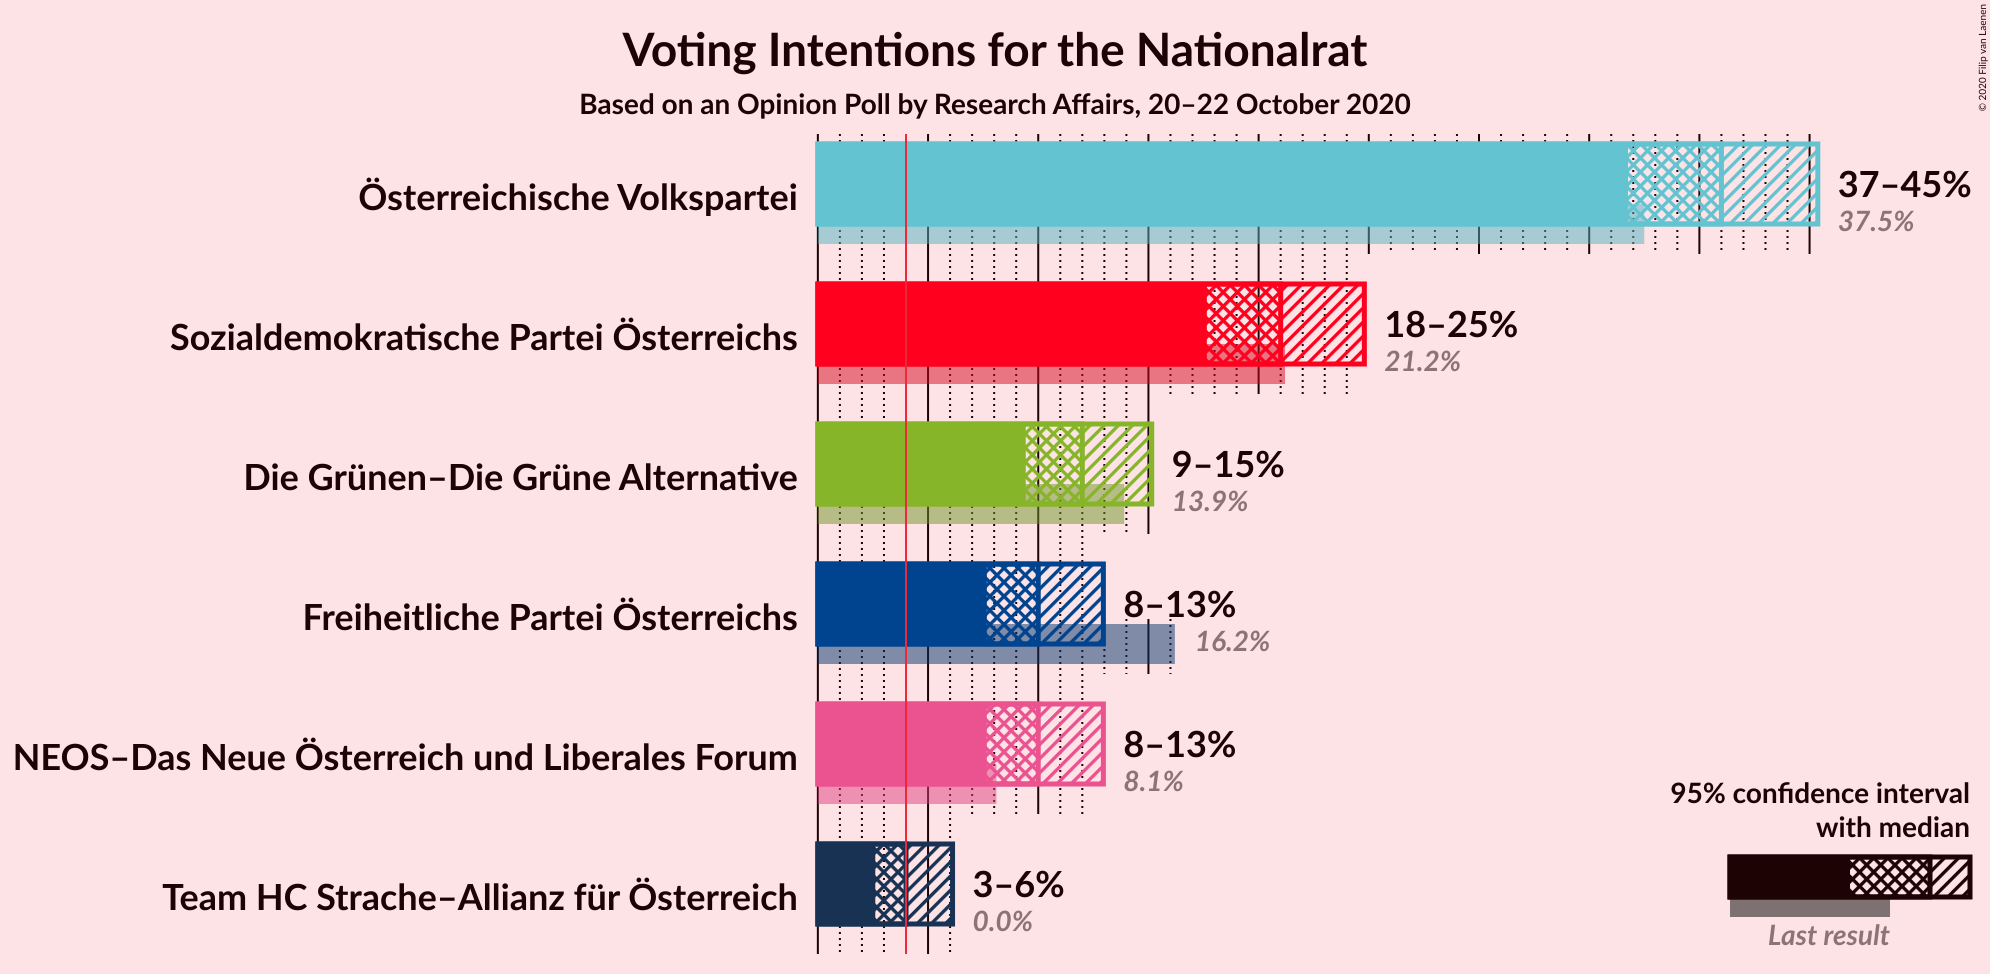 Voting Intentions for the Nationalrat
Based on an Opinion Poll by Research Affairs, 20–22 October 2020
© 2020 Filip van Laenen
Österreichische Volkspartei
37–45%
37.5%
Sozialdemokratische Partei Österreichs
18–25%
21.2%
Die Grünen–Die Grüne Alternative
9–15%
13.9%
Freiheitliche Partei Österreichs
8–13%
16.2%
NEOS–Das Neue Österreich und Liberales Forum
8–13%
8.1%
Team HC Strache–Allianz für Österreich
3–6%
0.0%
95% confidence interval
with median
Last result